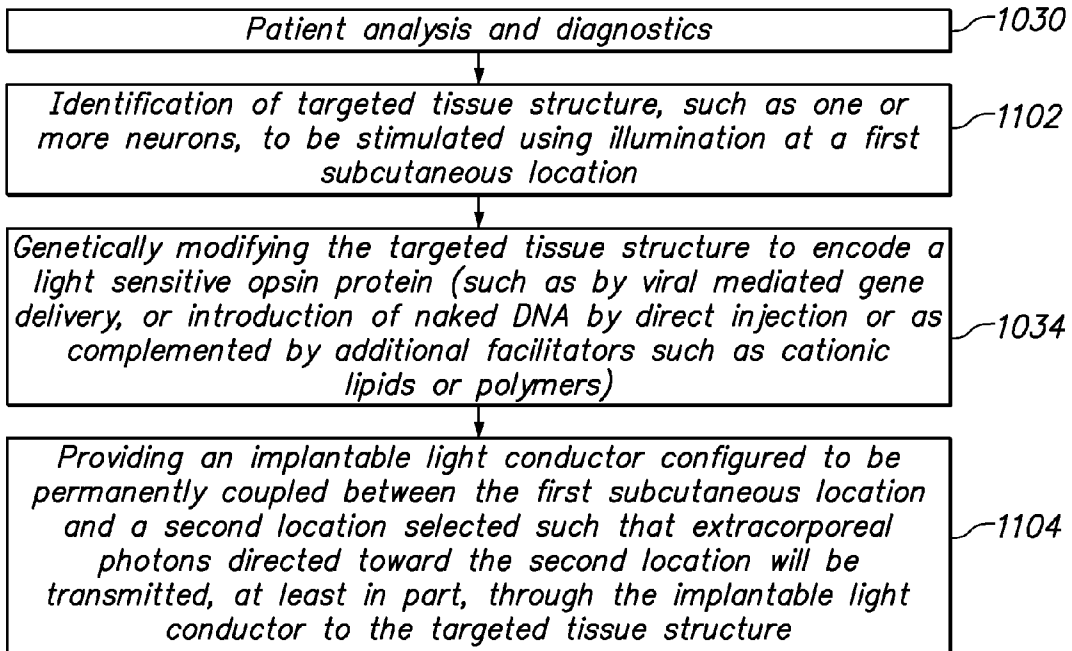 Patient analysis and diagnostics
1030
Identification of targeted tissue structure, such as one or
more neurons, to be stimulated using illumination at a first
subcutaneous location
1102
Genetically modifying the targeted tissue structure to encode a
light sensitive opsin protein (such as by viral mediated gene
delivery, or introduction of naked DNA by direct injection or as
complemented by additional facilitators such as cationic
lipids or polymers)
1034
Providing an implantable light conductor configured to be
permanently coupled between the first subcutaneous location
and a second location selected such that extracorporeal
photons directed toward the second location will be
transmitted, at least in part, through the implantable light
conductor to the targeted tissue structure
1104